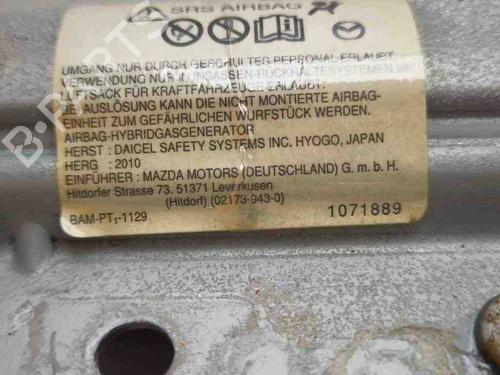 SRS AIRBAG
UMGANG NUR DURCH GESCHULTES PERSONAL ERLAUBT.
VERWENDUNG NUR IN INSASSEN-RÜCKHALTESYSTEMEN MIT
LUFTSACK FÜR KRAFTFAHRZEUGE ERLAUBT.
BEI AUSLÖSUNG KANN DIE NICHT MONTIERTE AIRBAG-
EINHEIT ZUM GEFÄHRLICHEN WURFSTÜCK WERDEN.
AIRBAG-HYBRIDGASGENERATOR
HERST : DAICEL SAFETY SYSTEMS INC. HYOGO, JAPAN
HERG : 2010
EINFÜHRER : MAZDA MOTORS (DEUTSCHLAND) G. m b. H.
Hitdorfer Strasse 73. 51371 Leverkusen
(Hitdorf) (02173-943-0)
BAM-PT₁-1129 1071889